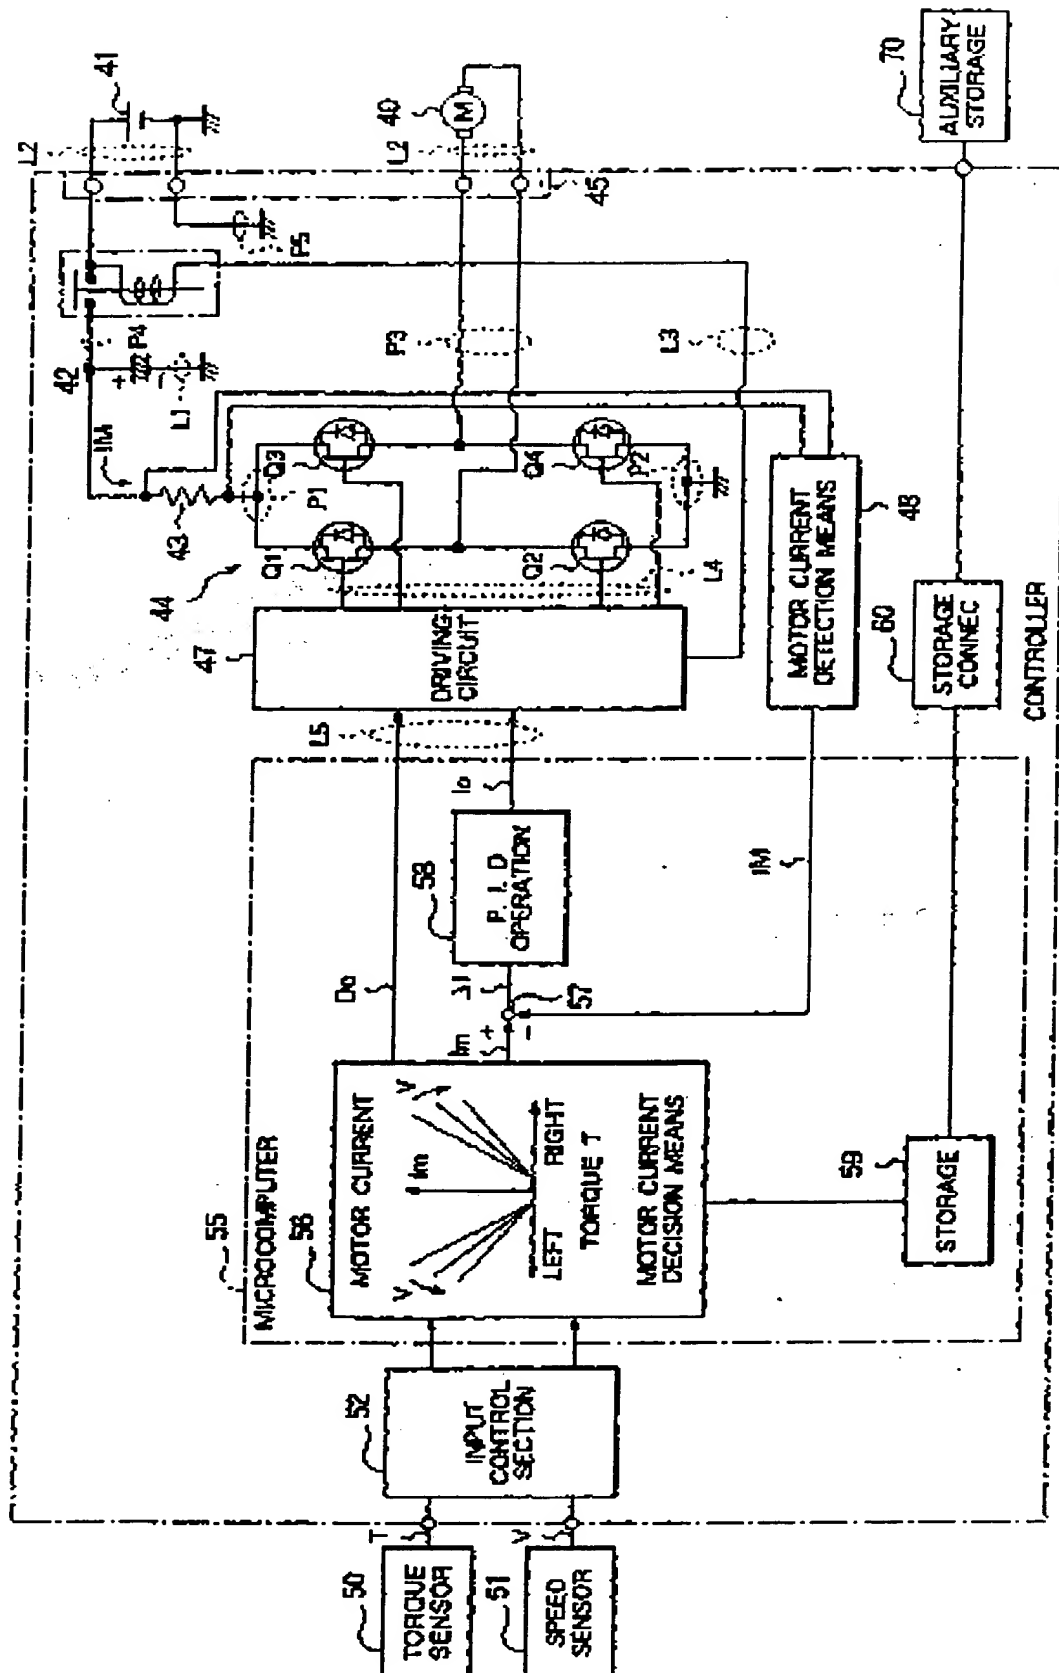 50
TORQUE
SENSOR
T
51
SPEED
SENSOR
V
52
INPUT
CONTROL
SECTION
55
MICROCOMPUTER
56
MOTOR CURRENT
V
Im
V
LEFT
RIGHT
TORQUE T
MOTOR CURRENT
DECISION MEANS
59
STORAGE
Do
Im
+
-
57
ΔI
58
P. I. D
OPERATION
Io
IM
L5
47
DRIVING
CIRCUIT
44
43
IM
42
P4
+
-
L1
Q1
Q3
P1
Q2
Q4
P2
L4
48
MOTOR CURRENT
DETECTION MEANS
60
STORAGE
CONNEC
CONTROLLER
P3
L3
P5
45
L2
41
L2
40
M
70
AUXILIARY
STORAGE